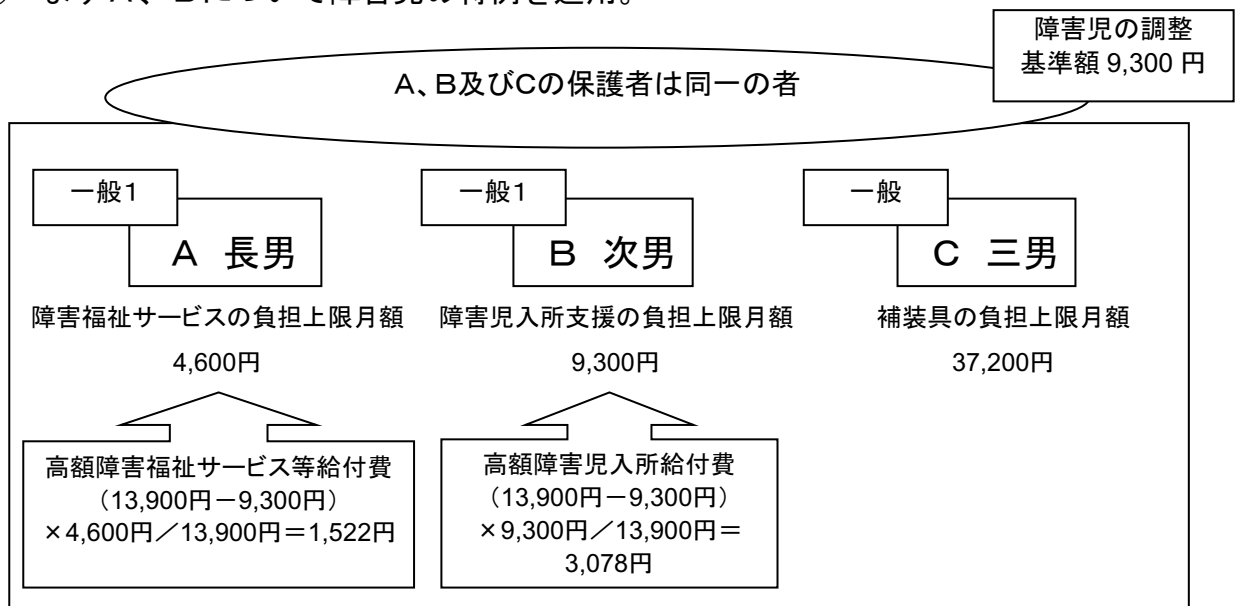 障害児の調整
基準額 9,300 円
A、B及びCの保護者は同一の者
一般1
A 長男
障害福祉サービスの負担上限月額
4,600円
高額障害福祉サービス等給付費
(13,900円-9,300円)
×4,600円/13,900円=1,522円
一般1
B 次男
障害児入所支援の負担上限月額
9,300円
高額障害児入所給付費
(13,900円-9,300円)
×9,300円/13,900円=
3,078円
一般
C 三男
補装具の負担上限月額
37,200円